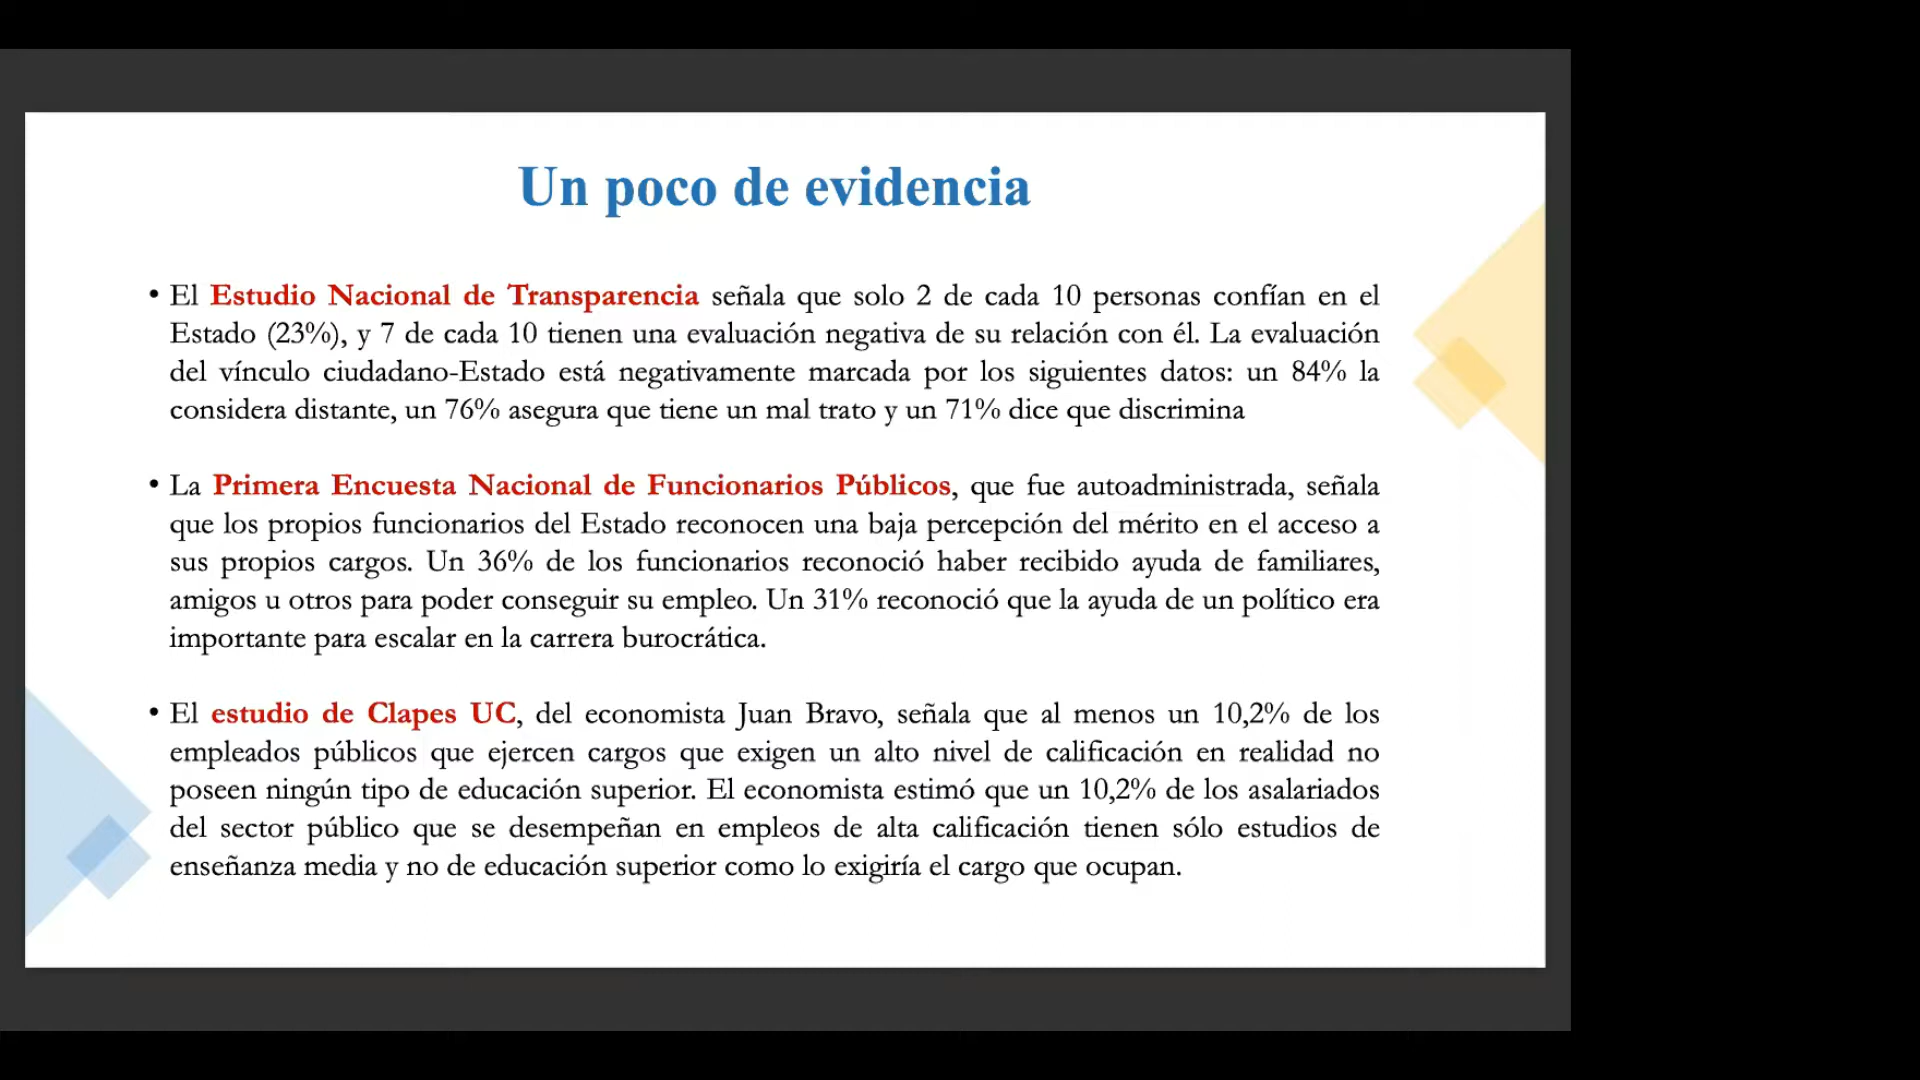 Un poco de evidencia
• El Estudio Nacional de Transparencia señala que solo 2 de cada 10 personas confían en el
Estado (23%), y 7 de cada 10 tienen una evaluación negativa de su relación con él. La evaluación
del vínculo ciudadano-Estado está negativamente marcada por los siguientes datos: un 84% la
considera distante, un 76% asegura que tiene un mal trato y un 71% dice que discrimina
• La Primera Encuesta Nacional de Funcionarios Públicos, que fue autoadministrada, señala
que los propios funcionarios del Estado reconocen una baja percepción del mérito en el acceso a
sus propios cargos. Un 36% de los funcionarios reconoció haber recibido ayuda de familiares,
amigos u otros para poder conseguir su empleo. Un 31% reconoció que la ayuda de un político era
importante para escalar en la carrera burocrática.
• El estudio de Clapes UC, del economista Juan Bravo, señala que al menos un 10,2% de los
empleados públicos que ejercen cargos que exigen un alto nivel de calificación en realidad no
poseen ningún tipo de educación superior. El economista estimó que un 10,2% de los asalariados
del sector público que se desempeñan en empleos de alta calificación tienen sólo estudios de
enseñanza media y no de educación superior como lo exigiría el cargo que ocupan.